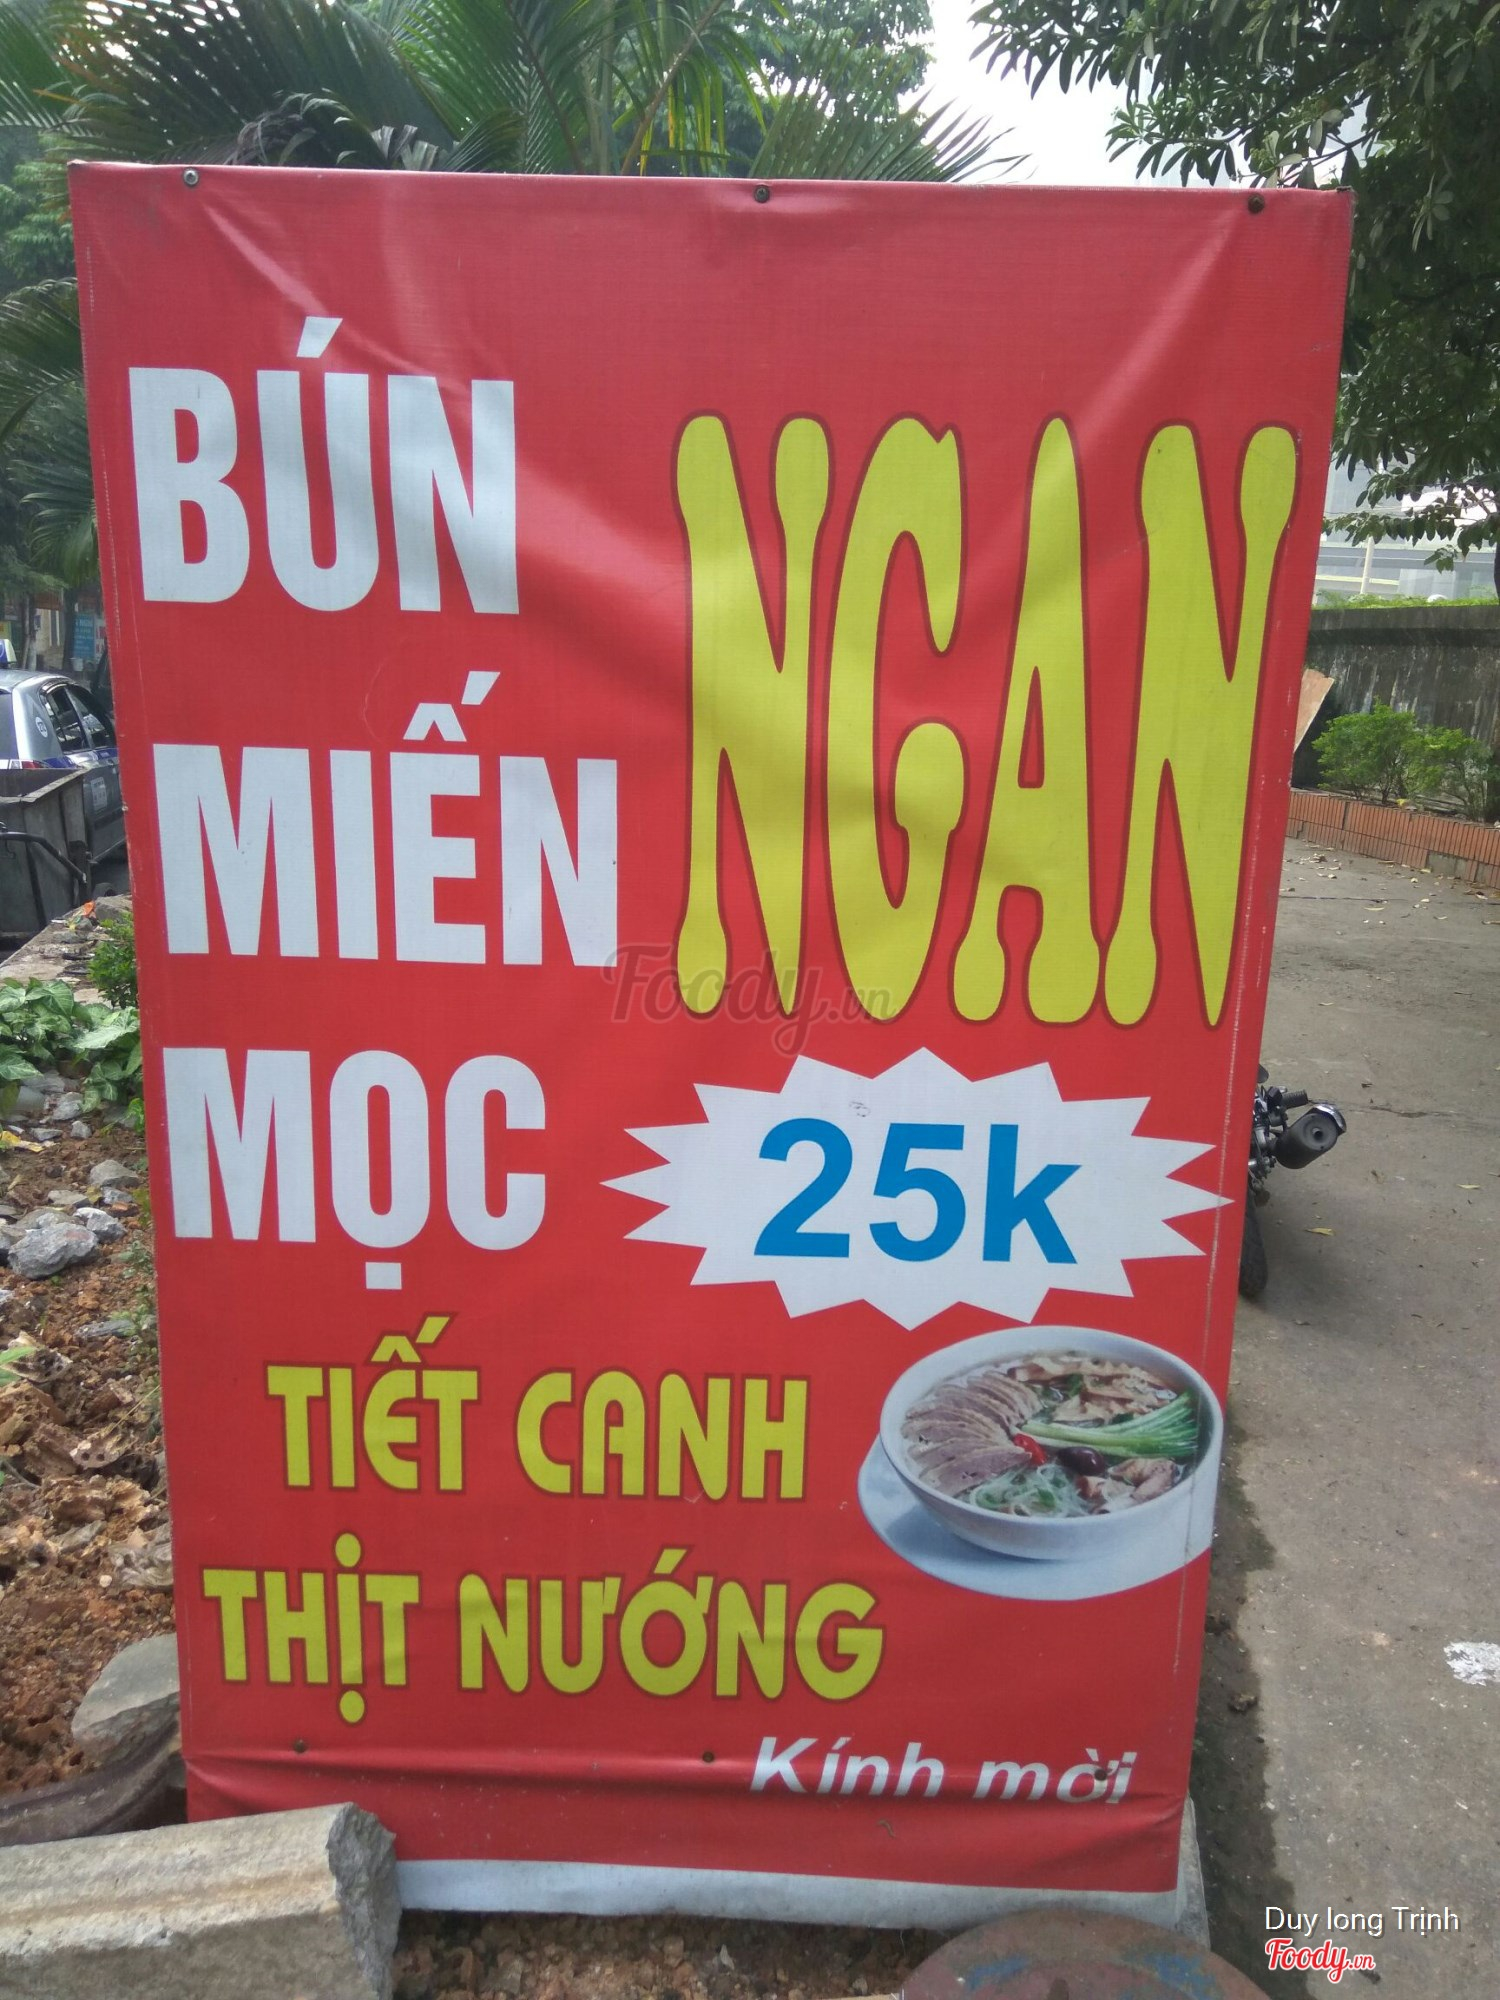 BÚN
MIẾN
MỌC
NGAN
25k
TIẾT CANH
THỊT NƯỚNG
Kính mời
Foody.vn
Duy long Trịnh
Foody.vn